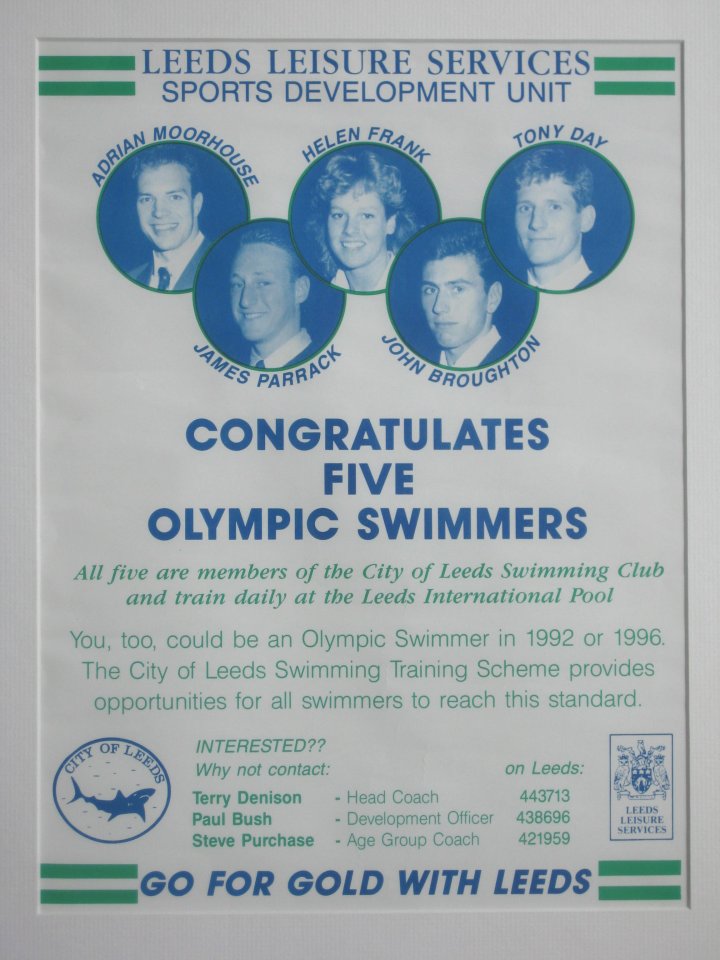 LEEDS LEISURE SERVICES
SPORTS DEVELOPMENT UNIT
ADRIAN MOORHOUSE
HELEN FRANK
TONY DAY
JAMES PARRACK
JOHN BROUGHTON
CONGRATULATES
FIVE
OLYMPIC SWIMMERS
All five are members of the City of Leeds Swimming Club
and train daily at the Leeds International Pool
You, too, could be an Olympic Swimmer in 1992 or 1996.
The City of Leeds Swimming Training Scheme provides
opportunities for all swimmers to reach this standard.
CITY OF LEEDS
INTERESTED??
Why not contact: on Leeds:
Terry Denison - Head Coach 443713
Paul Bush - Development Officer 438696
Steve Purchase - Age Group Coach 421959
LEEDS
LEISURE
SERVICES
GO FOR GOLD WITH LEEDS